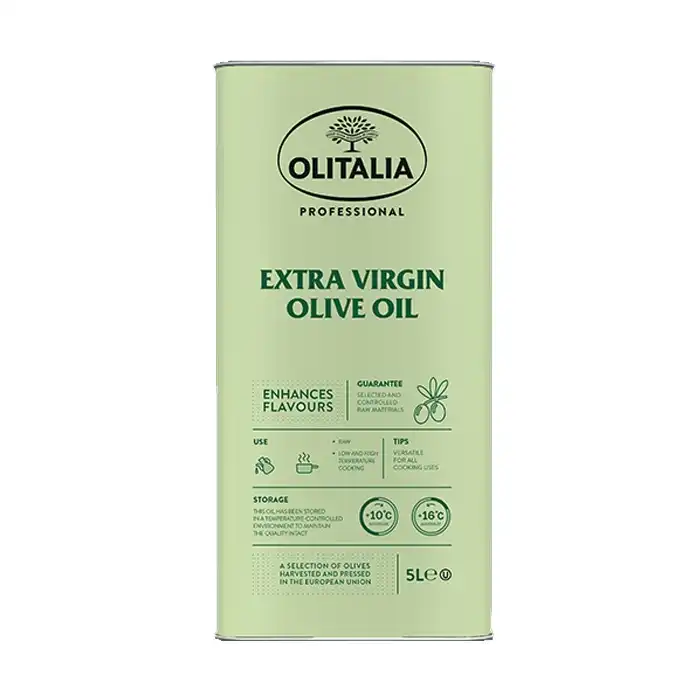 OLITALIA
PROFESSIONAL
EXTRA VIRGIN
OLIVE OIL
ENHANCES
FLAVOURS
GUARANTEE
SELECTED AND
CONTROLLED
RAW MATERIALS
USE
• RAW
• LOW AND HIGH
TEMPERATURE
COOKING
TIPS
VERSATILE
FOR ALL
COOKING USES
STORAGE
THIS OIL HAS BEEN STORED
IN A TEMPERATURE-CONTROLLED
ENVIRONMENT TO MAINTAIN
THE QUALITY INTACT
+10°C
+16°C
A SELECTION OF OLIVES
HARVESTED AND PRESSED
IN THE EUROPEAN UNION
5L℮ U